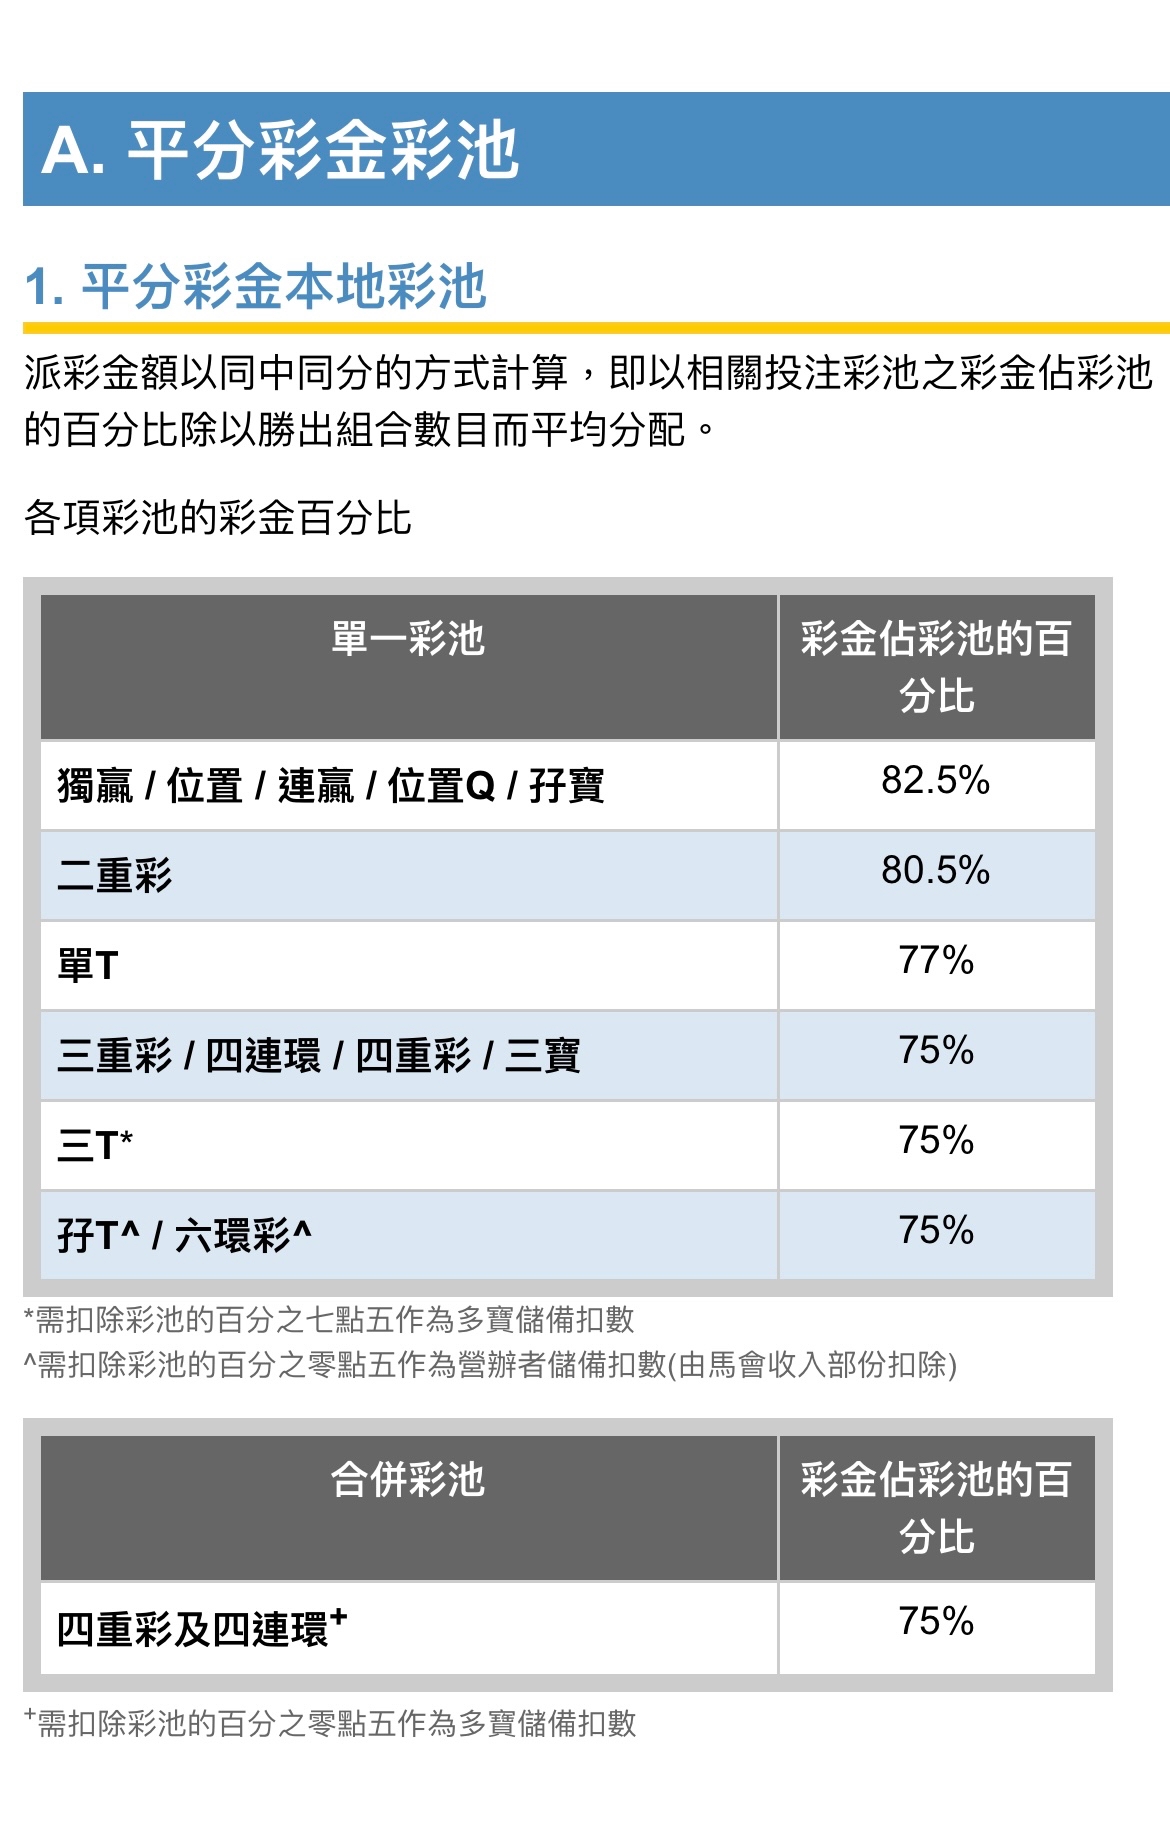 A. 平分彩金彩池
1. 平分彩金本地彩池
派彩金額以同中同分的方式計算，即以相關投注彩池之彩金佔彩池
的百分比除以勝出組合數目而平均分配。
各項彩池的彩金百分比
單一彩池
彩金佔彩池的百
分比
獨贏 / 位置 / 連贏 / 位置Q / 孖寶
82.5%
二重彩
80.5%
單T
77%
三重彩 / 四連環 / 四重彩 / 三寶
75%
三T*
75%
孖T^ / 六環彩^
75%
*需扣除彩池的百分之七點五作為多寶儲備扣數
^需扣除彩池的百分之零點五作為營辦者儲備扣數(由馬會收入部份扣除)
合併彩池
彩金佔彩池的百
分比
四重彩及四連環+
75%
+需扣除彩池的百分之零點五作為多寶儲備扣數